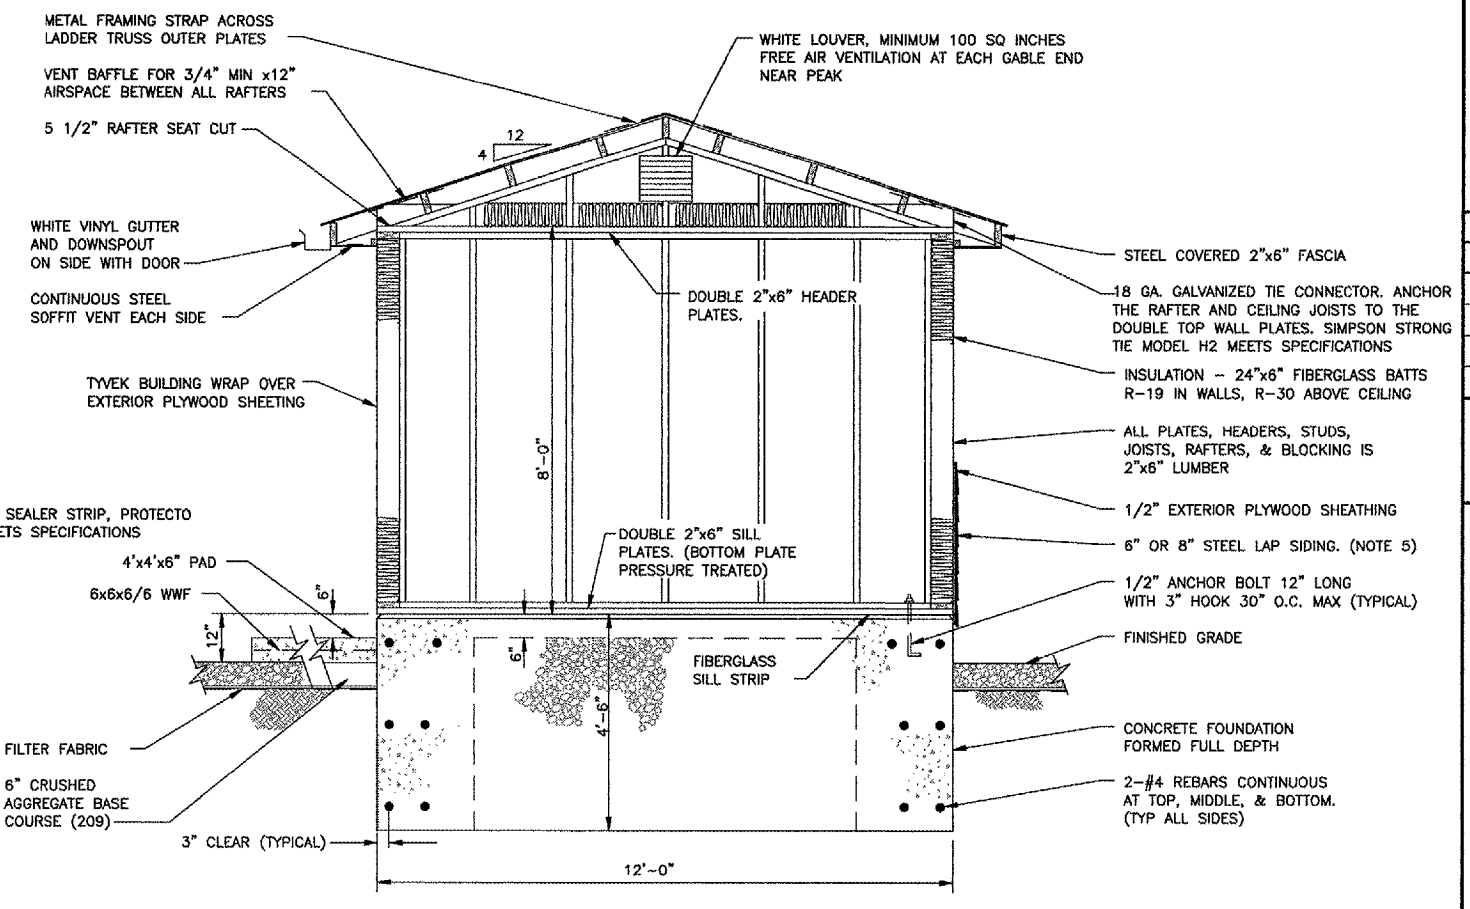 METAL FRAMING STRAP ACROSS
LADDER TRUSS OUTER PLATES
VENT BAFFLE FOR 3/4" MIN x12"
AIRSPACE BETWEEN ALL RAFTERS
5 1/2" RAFTER SEAT CUT
12
4
WHITE LOUVER, MINIMUM 100 SQ INCHES
FREE AIR VENTILATION AT EACH GABLE END
NEAR PEAK
WHITE VINYL GUTTER
AND DOWNSPOUT
ON SIDE WITH DOOR
CONTINUOUS STEEL
SOFFIT VENT EACH SIDE
TYVEK BUILDING WRAP OVER
EXTERIOR PLYWOOD SHEETING
SEALER STRIP, PROTECTO
ETS SPECIFICATIONS
4'x4'x6" PAD
6x6x6/6 WWF
12"
6"
FILTER FABRIC
6" CRUSHED
AGGREGATE BASE
COURSE (209)
3" CLEAR (TYPICAL)
DOUBLE 2"x6" HEADER
PLATES.
8'-0"
DOUBLE 2"x6" SILL
PLATES. (BOTTOM PLATE
PRESSURE TREATED)
6"
FIBERGLASS
SILL STRIP
4'-6"
12'-0"
STEEL COVERED 2"x6" FASCIA
18 GA. GALVANIZED TIE CONNECTOR. ANCHOR
THE RAFTER AND CEILING JOISTS TO THE
DOUBLE TOP WALL PLATES. SIMPSON STRONG
TIE MODEL H2 MEETS SPECIFICATIONS
INSULATION - 24"x6" FIBERGLASS BATTS
R-19 IN WALLS, R-30 ABOVE CEILING
ALL PLATES, HEADERS, STUDS,
JOISTS, RAFTERS, & BLOCKING IS
2"x6" LUMBER
1/2" EXTERIOR PLYWOOD SHEATHING
6" OR 8" STEEL LAP SIDING. (NOTE 5)
1/2" ANCHOR BOLT 12" LONG
WITH 3" HOOK 30" O.C. MAX (TYPICAL)
FINISHED GRADE
CONCRETE FOUNDATION
FORMED FULL DEPTH
2-#4 REBARS CONTINUOUS
AT TOP, MIDDLE, & BOTTOM.
(TYP ALL SIDES)